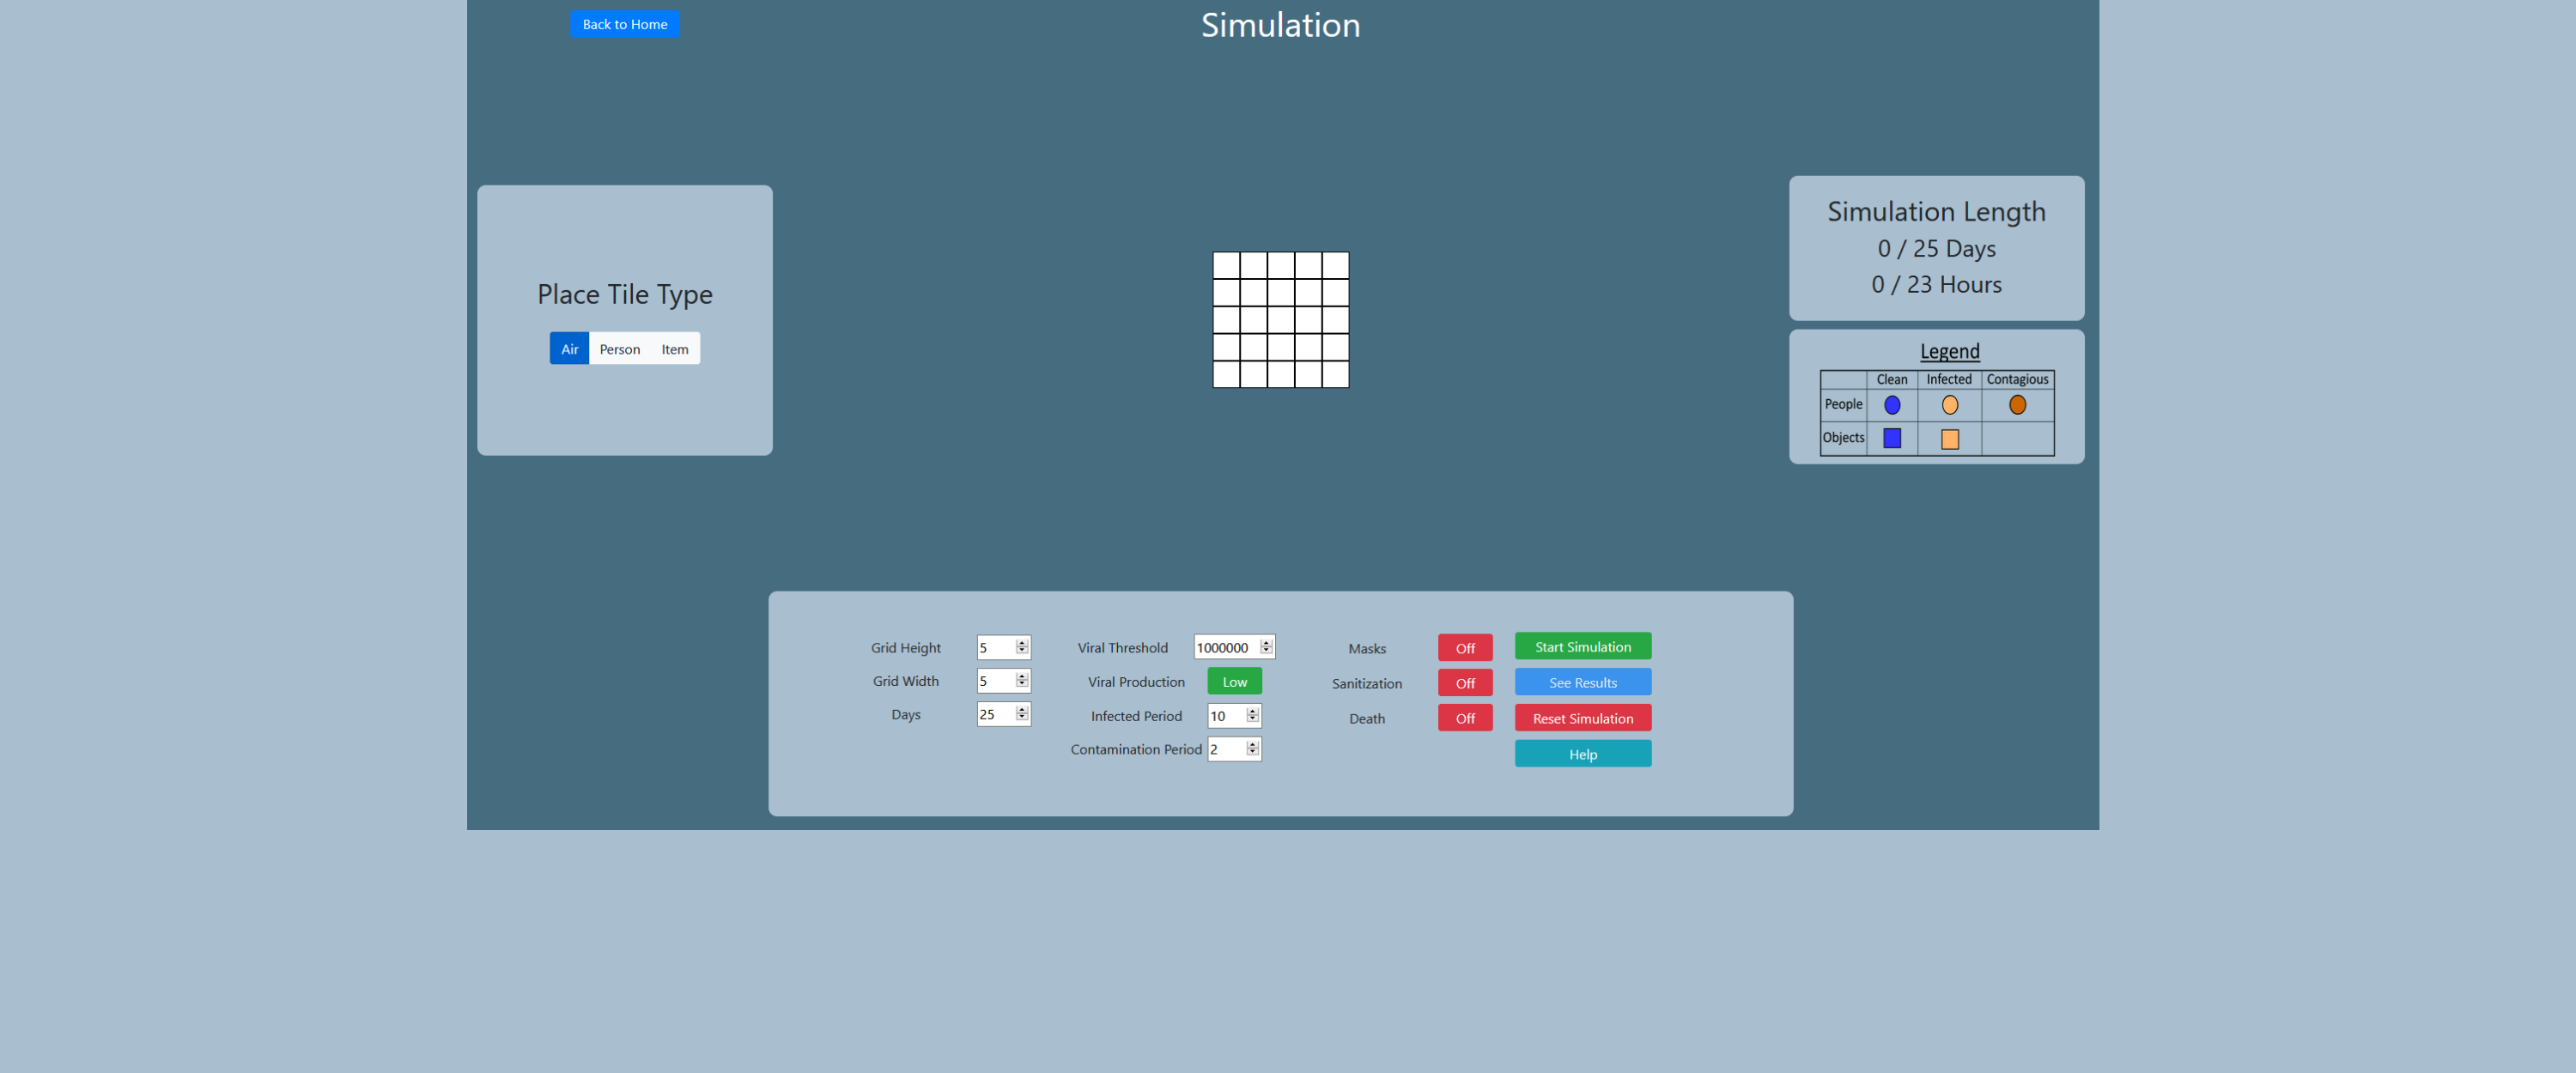 Back to Home
Simulation
Place Tile Type
Air Person Item
Simulation Length
0 / 25 Days
0 / 23 Hours
Legend
Clean Infected Contagious
People
Objects
Grid Height 5
Grid Width 5
Days 25
Viral Threshold 1000000
Viral Production Low
Infected Period 10
Contamination Period 2
Masks Off
Sanitization Off
Death Off
Start Simulation
See Results
Reset Simulation
Help